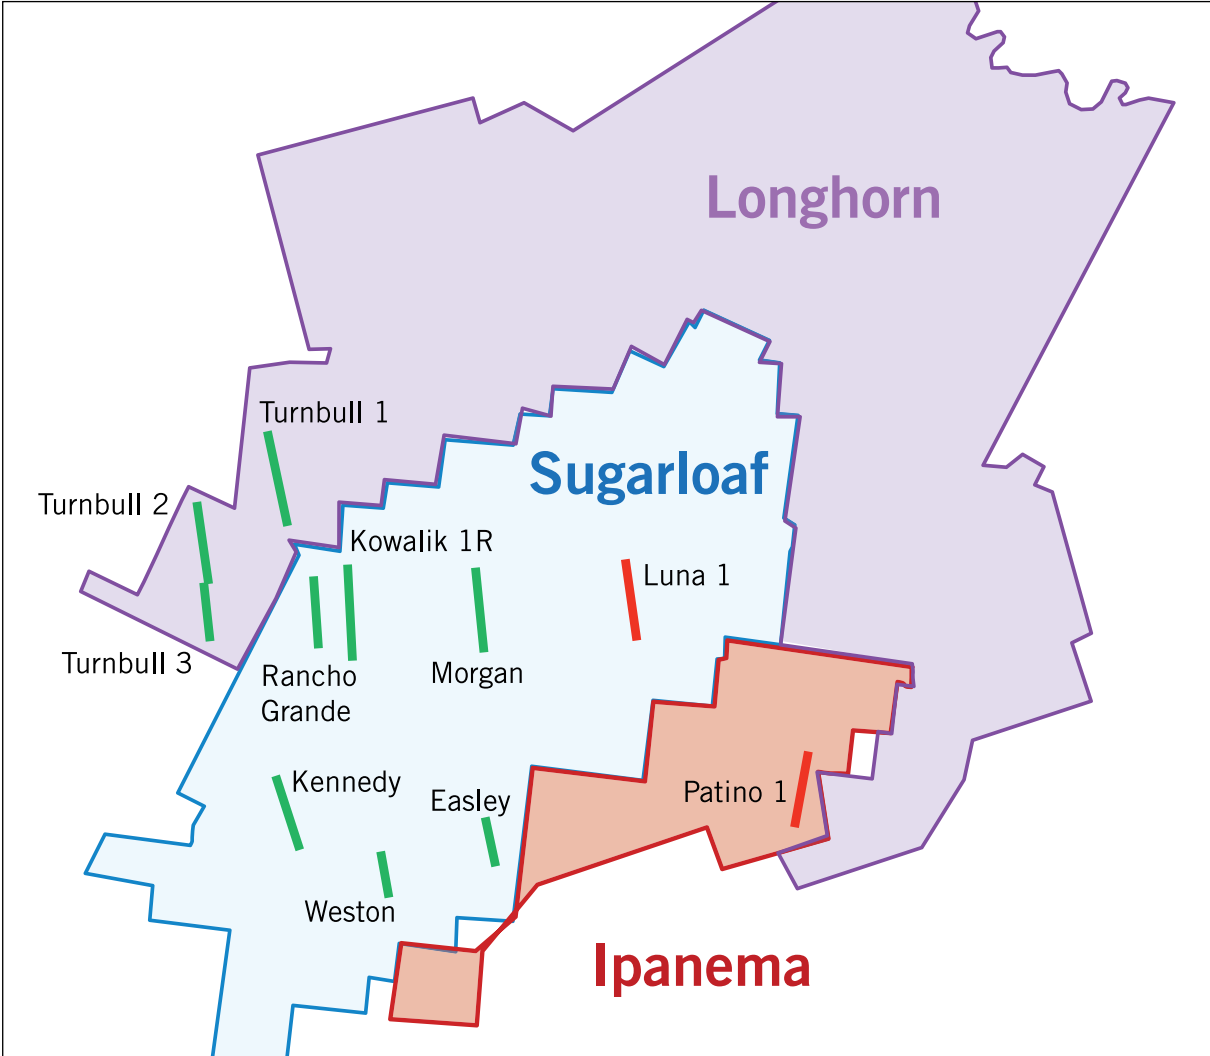 Longhorn
Turnbull 1
Sugarloaf
Turnbull 2
Kowalik 1R
Luna 1
Turnbull 3
Rancho
Grande
Morgan
Kennedy
Easley
Patino 1
Weston
Ipanema